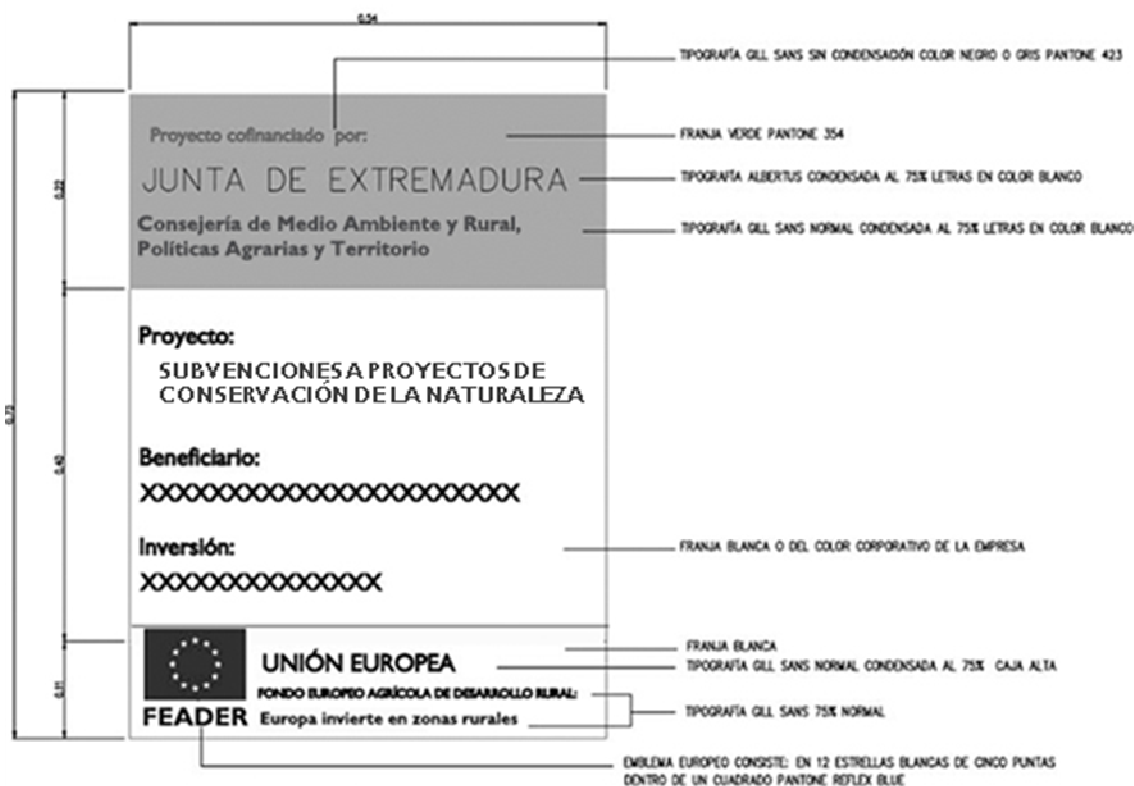 0.54
TIPOGRAFÍA GILL SANS SIN CONDENSACIÓN COLOR NEGRO O GRIS PANTONE 423
Proyecto cofinanciado por:
FRANJA VERDE PANTONE 354
JUNTA DE EXTREMADURA
TIPOGRAFÍA ALBERTUS CONDENSADA AL 75% LETRAS EN COLOR BLANCO
0.22
Consejería de Medio Ambiente y Rural,
Políticas Agrarias y Territorio
TIPOGRAFÍA GILL SANS NORMAL CONDENSADA AL 75% LETRAS EN COLOR BLANCO
Proyecto:
SUBVENCIONES A PROYECTOS DE
CONSERVACIÓN DE LA NATURALEZA
0.40
Beneficiario:
XXXXXXXXXXXXXXXXXXXXXXXXXX
Inversión:
FRANJA BLANCA O DEL COLOR CORPORATIVO DE LA EMPRESA
XXXXXXXXXXXXXXXX
FRANJA BLANCA
UNIÓN EUROPEA
TIPOGRAFÍA GILL SANS NORMAL CONDENSADA AL 75% CAJA ALTA
FONDO EUROPEO AGRÍCOLA DE DESARROLLO RURAL:
0.11
FEADER
Europa invierte en zonas rurales
TIPOGRAFÍA GILL SANS 75% NORMAL
EMBLEMA EUROPEO CONSISTE: EN 12 ESTRELLAS BLANCAS DE CINCO PUNTAS
DENTRO DE UN CUADRADO PANTONE REFLEX BLUE